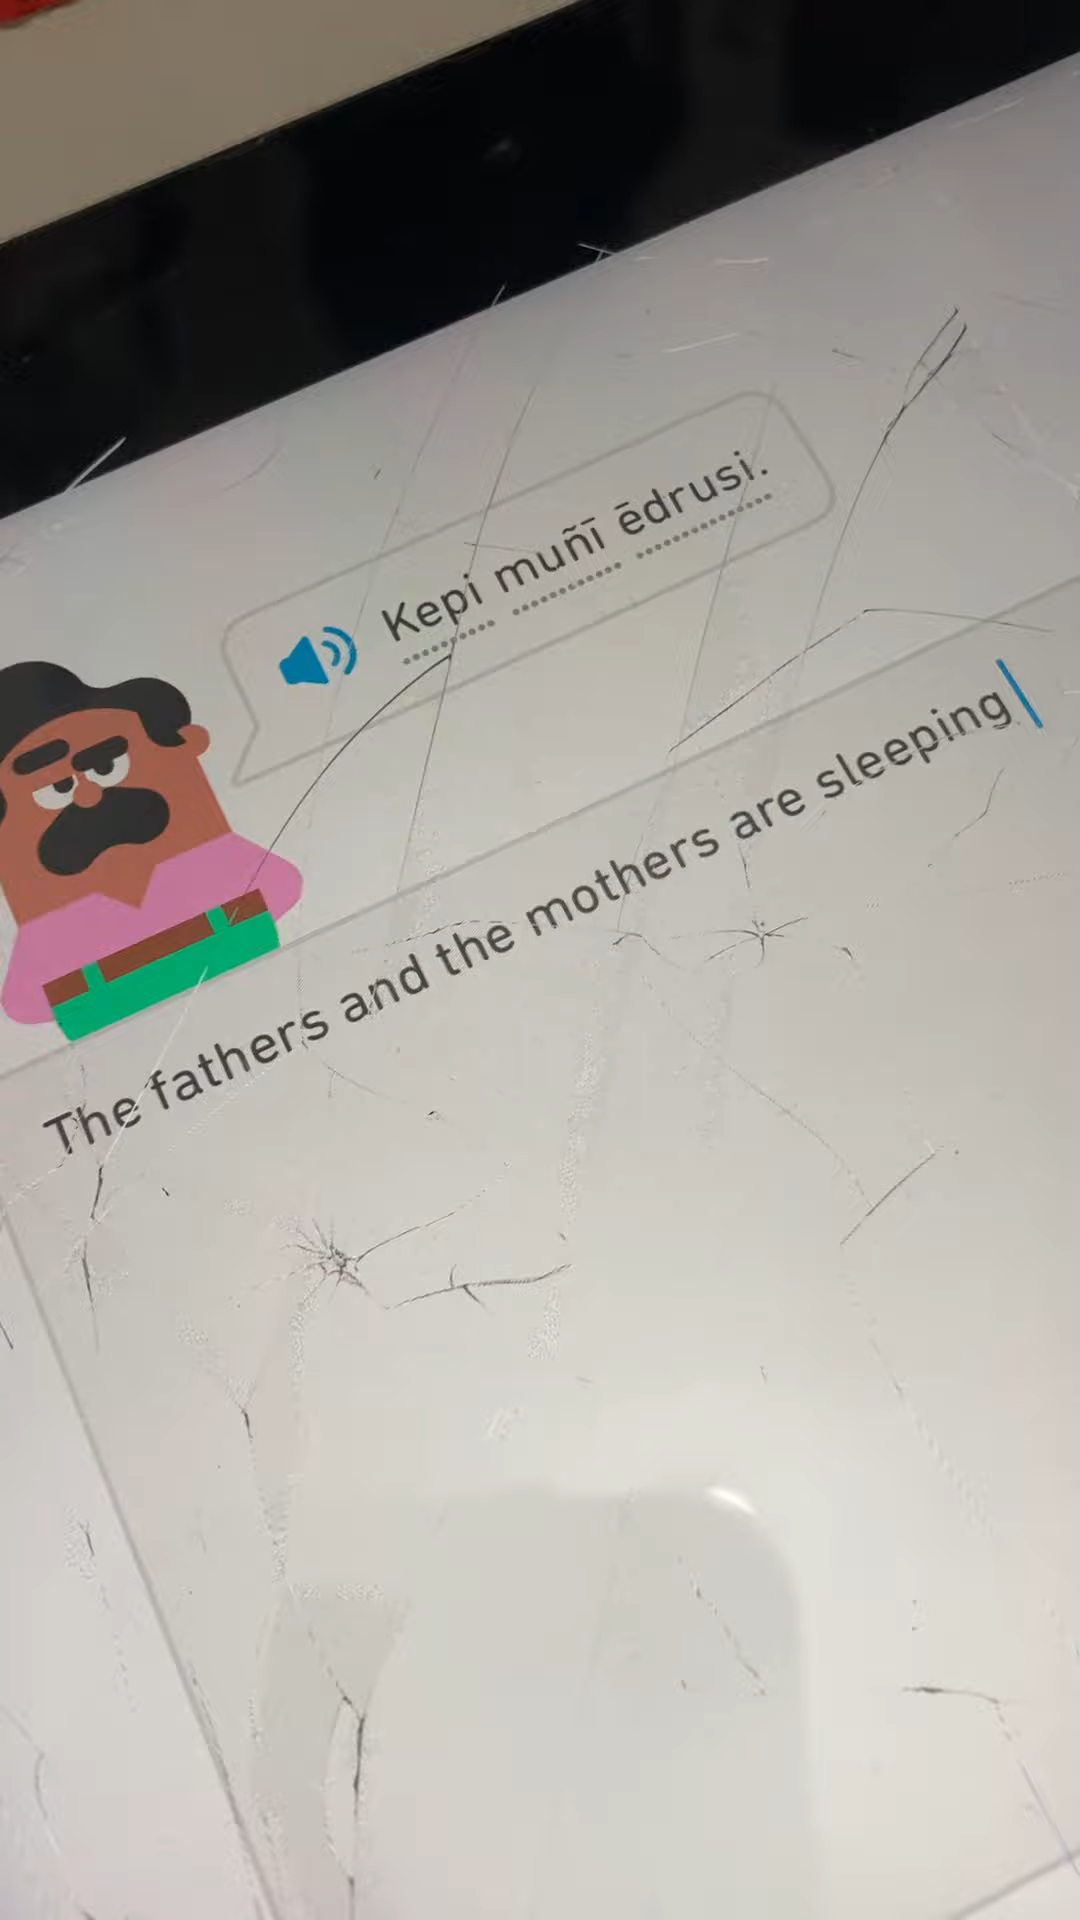 Kepi muñī ēdrusi.
The fathers and the mothers are sleeping